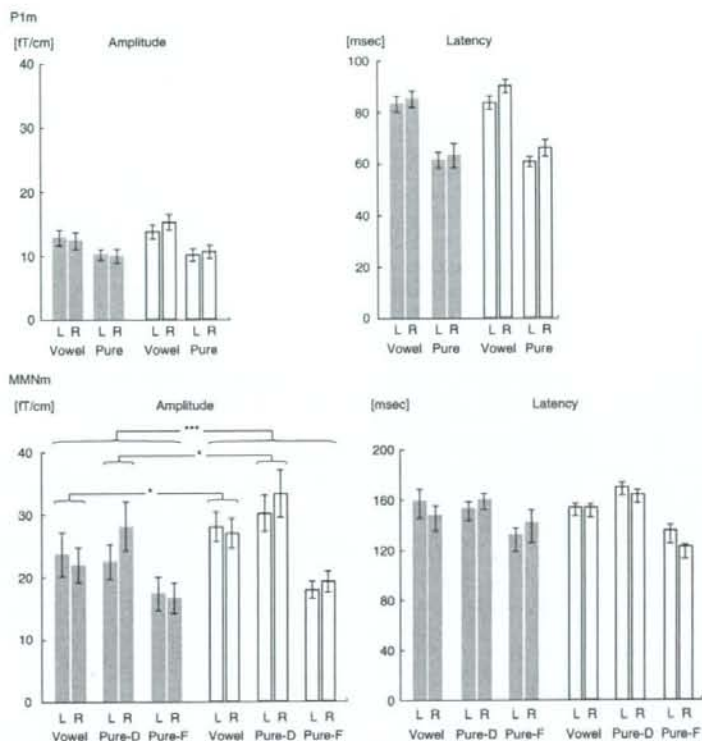 P1m
[fT/cm] Amplitude
40
30
20
10
0
L R L R L R L R
Vowel Pure Vowel Pure
[msec] Latency
100
80
60
40
20
0
L R L R L R L R
Vowel Pure Vowel Pure
MMNm
[fT/cm] Amplitude
***
*
*
40
30
20
10
0
L R L R L R L R L R L R
Vowel Pure-D Pure-F Vowel Pure-D Pure-F
[msec] Latency
200
160
120
80
40
0
L R L R L R L R L R L R
Vowel Pure-D Pure-F Vowel Pure-D Pure-F